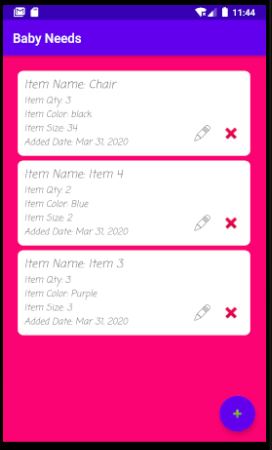 11:44
Baby Needs
Item Name: Chair
Item Qty: 3
Item Color: black
Item Size: 34
Added Date: Mar 31, 2020
Item Name: Item 4
Item Qty: 2
Item Color: Blue
Item Size: 2
Added Date: Mar 31, 2020
Item Name: Item 3
Item Qty: 3
Item Color: Purple
Item Size: 3
Added Date: Mar 31, 2020